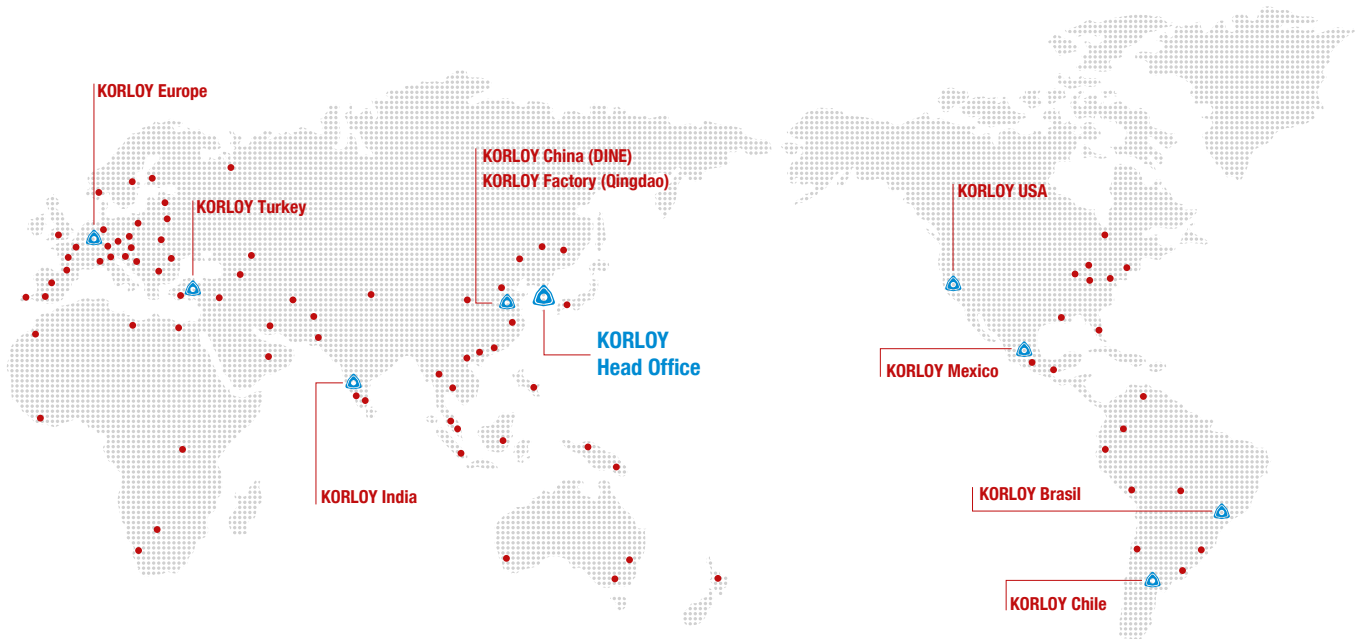 KORLOY Europe
KORLOY China (DINE)
KORLOY Factory (Qingdao)
KORLOY USA
KORLOY Turkey
KORLOY
Head Office
KORLOY Mexico
KORLOY India
KORLOY Brasil
KORLOY Chile